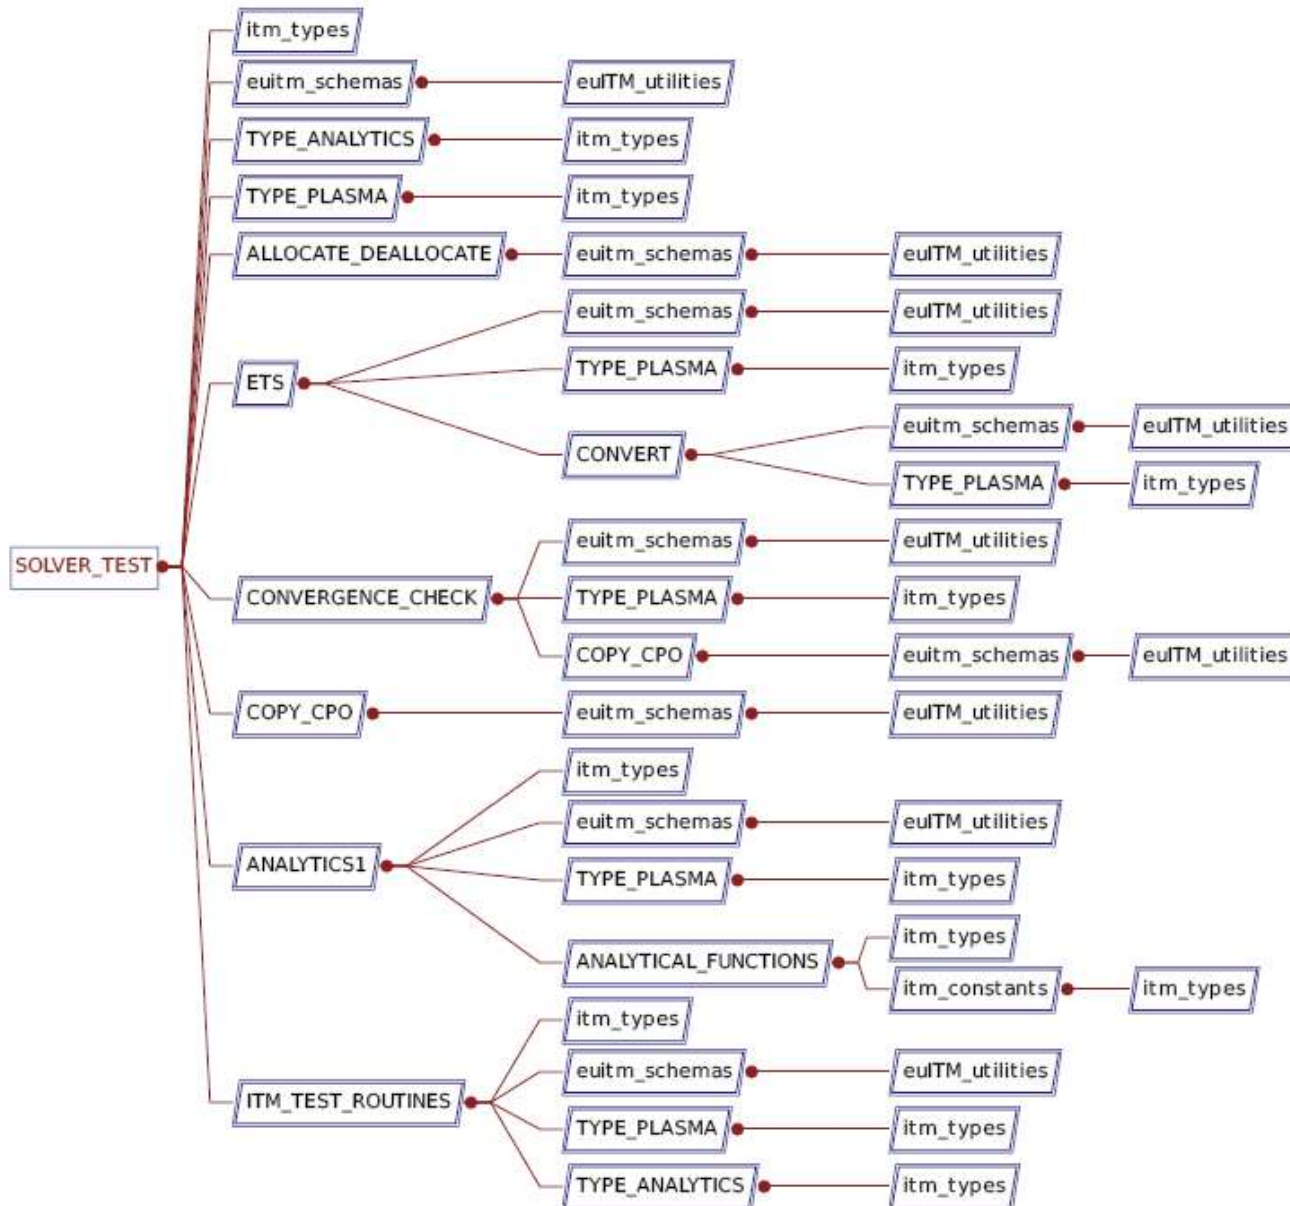 itm_types
euitm_schemas euITM_utilities
TYPE_ANALYTICS itm_types
TYPE_PLASMA itm_types
ALLOCATE_DEALLOCATE euitm_schemas euITM_utilities
euitm_schemas euITM_utilities
TYPE_PLASMA itm_types
ETS
euitm_schemas euITM_utilities
CONVERT
TYPE_PLASMA itm_types
euitm_schemas euITM_utilities
SOLVER_TEST
CONVERGENCE_CHECK TYPE_PLASMA itm_types
COPY_CPO euitm_schemas euITM_utilities
COPY_CPO euitm_schemas euITM_utilities
itm_types
euitm_schemas euITM_utilities
ANALYTICS1
TYPE_PLASMA itm_types
itm_types
ANALYTICAL_FUNCTIONS
itm_constants itm_types
itm_types
euitm_schemas euITM_utilities
ITM_TEST_ROUTINES
TYPE_PLASMA itm_types
TYPE_ANALYTICS itm_types